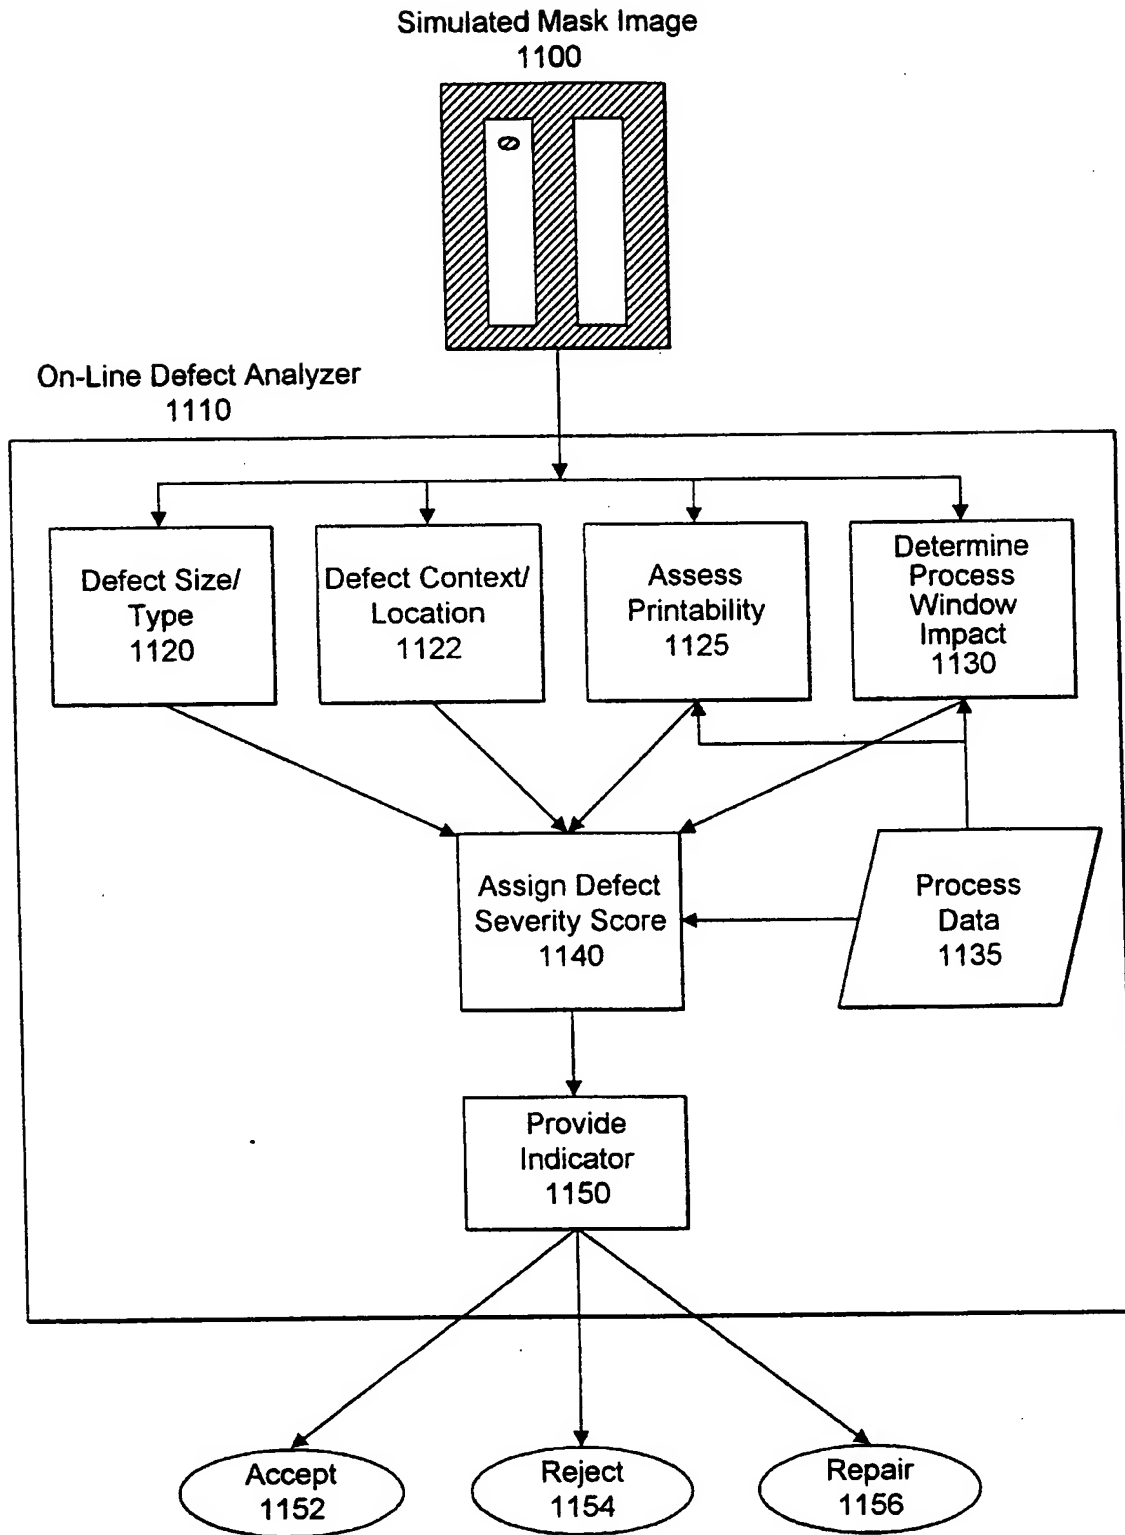 Simulated Mask Image
1100
On-Line Defect Analyzer
1110
Defect Size/
Type
1120
Defect Context/
Location
1122
Assess
Printability
1125
Determine
Process
Window
Impact
1130
Assign Defect
Severity Score
1140
Process
Data
1135
Provide
Indicator
1150
Accept
1152
Reject
1154
Repair
1156